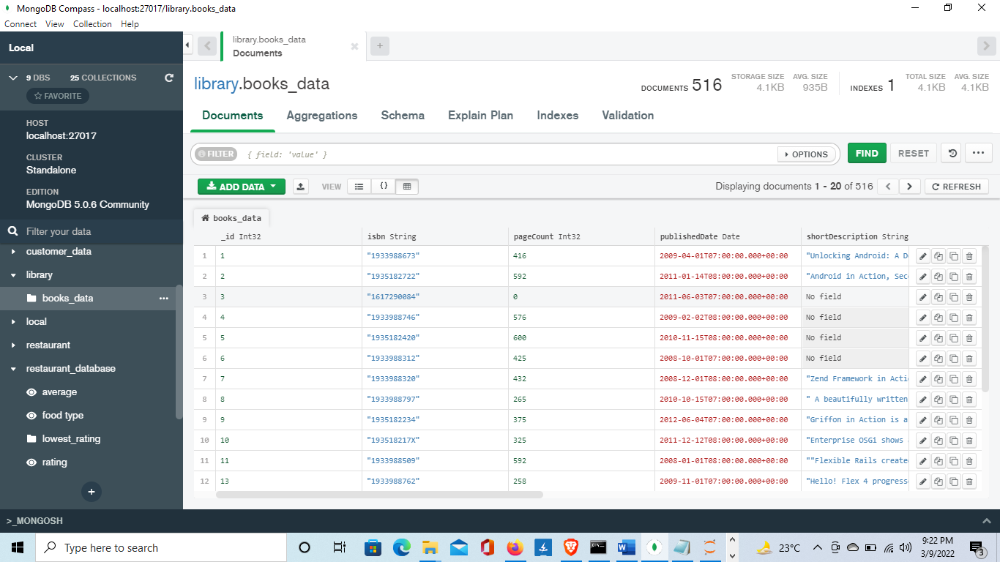 MongoDB Compass - localhost:27017/library.books_data
Connect View Collection Help
Local
9 DBS 25 COLLECTIONS
FAVORITE
HOST
localhost:27017
CLUSTER
Standalone
EDITION
MongoDB 5.0.6 Community
Filter your data
customer_data
library
books_data
local
restaurant
restaurant_database
average
food type
lowest_rating
rating
+
library.books_data
Documents
+
library.books_data
DOCUMENTS 516 STORAGE SIZE 4.1KB AVG. SIZE 935B INDEXES 1 TOTAL SIZE 4.1KB AVG. SIZE 4.1KB
Documents Aggregations Schema Explain Plan Indexes Validation
FILTER { field: 'value' } OPTIONS FIND RESET
ADD DATA VIEW {} Displaying documents 1 - 20 of 516 REFRESH
books_data
_id Int32 isbn String pageCount Int32 publishedDate Date shortDescription String
1 1 "1933988673" 416 2009-04-01T07:00:00.000+00:00 "Unlocking Android: A D
2 2 "1935182722" 592 2011-01-14T08:00:00.000+00:00 "Android in Action, Sec
3 3 "1617290084" 0 2011-06-03T07:00:00.000+00:00 No field
4 4 "1933988746" 576 2009-02-02T08:00:00.000+00:00 No field
5 5 "1935182420" 600 2010-11-15T08:00:00.000+00:00 No field
6 6 "1933988312" 425 2008-10-01T07:00:00.000+00:00 No field
7 7 "1933988320" 432 2008-12-01T08:00:00.000+00:00 "Zend Framework in Acti
8 8 "1933988797" 265 2010-10-15T07:00:00.000+00:00 " A beautifully written
9 9 "1935182234" 375 2012-06-04T07:00:00.000+00:00 "Griffon in Action is a
10 10 "193518217X" 325 2011-12-12T08:00:00.000+00:00 "Enterprise OSGi shows
11 11 "1933988509" 592 2008-01-01T08:00:00.000+00:00 ""Flexible Rails create
12 13 "1933988762" 258 2009-11-01T07:00:00.000+00:00 "Hello! Flex 4 progress
>_MONGOSH
Type here to search
23°C
9:22 PM
3/9/2022
3